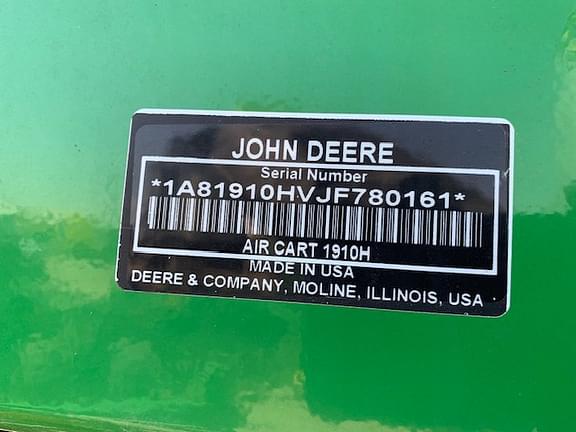 JOHN DEERE
Serial Number
*1A81910HVJF780161*
AIR CART 1910H
MADE IN USA
DEERE & COMPANY, MOLINE, ILLINOIS, USA